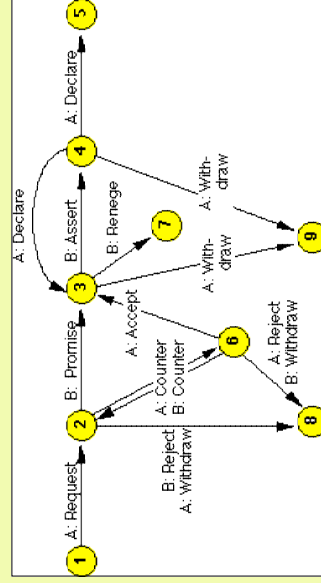 A: Declare
A: Request
B: Promise
B: Assert
A: Declare
1
2
3
4
5
B: Renege
7
A: Accept
A: Counter
B: Counter
6
B: Reject
A: Withdraw
A: With-
draw
A: With-
draw
A: Reject
B: Withdraw
8
9